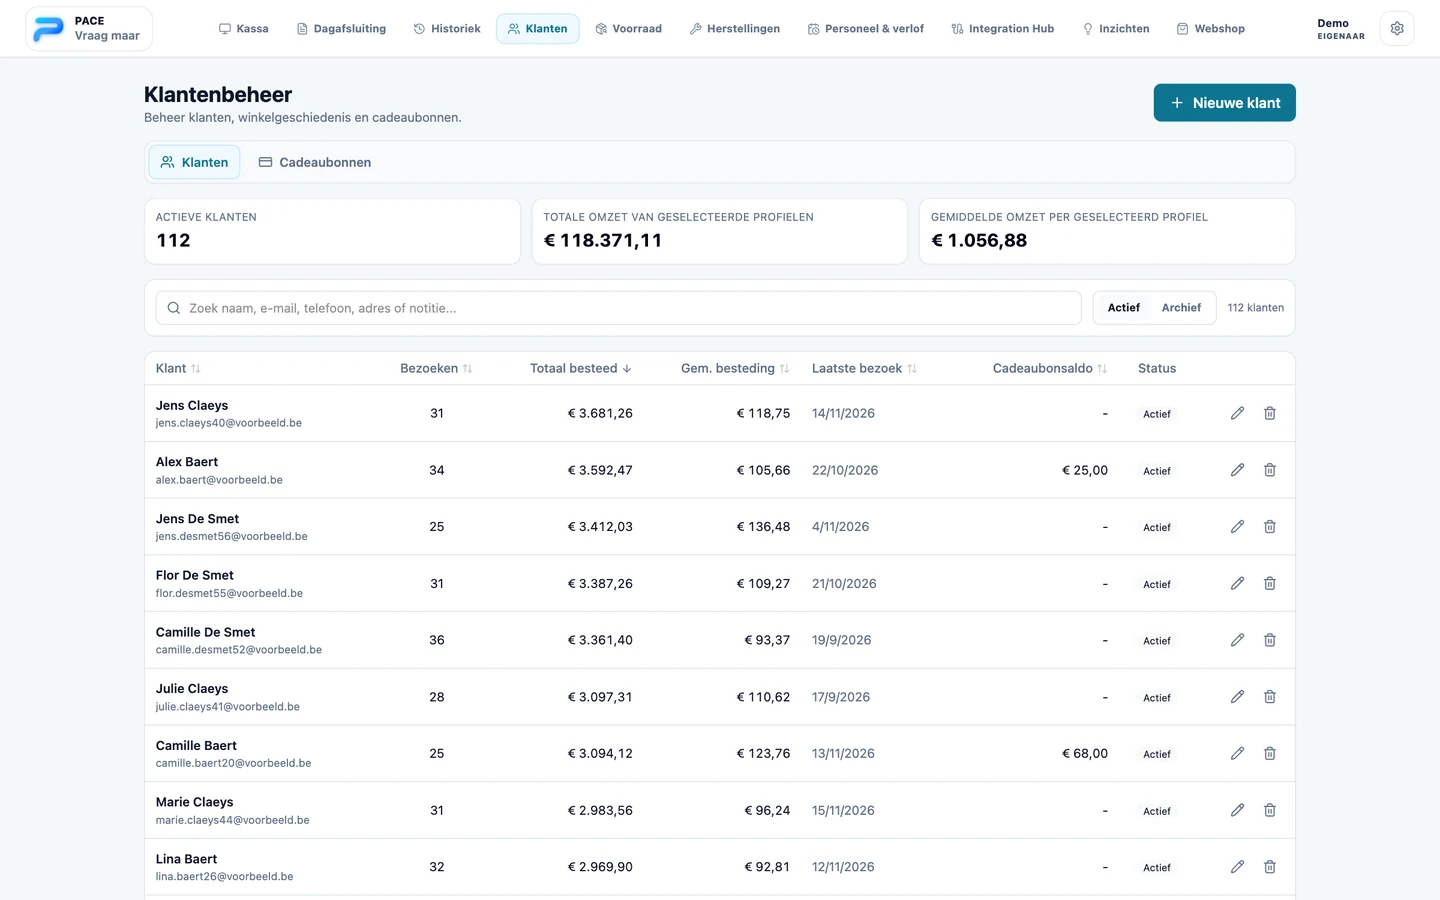 PACE
Vraag maar
Kassa
Dagafsluiting
Historiek
Klanten
Voorraad
Herstellingen
Personeel & verlof
Integration Hub
Inzichten
Webshop
Demo
EIGENAAR
Klantenbeheer
Beheer klanten, winkelgeschiedenis en cadeaubonnen.
+ Nieuwe klant
Klanten
Cadeaubonnen
ACTIEVE KLANTEN
112
TOTALE OMZET VAN GESELECTEERDE PROFIELEN
€ 118.371,11
GEMIDDELDE OMZET PER GESELECTEERD PROFIEL
€ 1.056,88
Zoek naam, e-mail, telefoon, adres of notitie...
Actief
Archief
112 klanten
Klant Bezoeken Totaal besteed Gem. besteding Laatste bezoek Cadeaubonsaldo Status
Jens Claeys
jens.claeys40@voorbeeld.be
31 € 3.681,26 € 118,75 14/11/2026 - Actief
Alex Baert
alex.baert@voorbeeld.be
34 € 3.592,47 € 105,66 22/10/2026 € 25,00 Actief
Jens De Smet
jens.desmet56@voorbeeld.be
25 € 3.412,03 € 136,48 4/11/2026 - Actief
Flor De Smet
flor.desmet55@voorbeeld.be
31 € 3.387,26 € 109,27 21/10/2026 - Actief
Camille De Smet
camille.desmet52@voorbeeld.be
36 € 3.361,40 € 93,37 19/9/2026 - Actief
Julie Claeys
julie.claeys41@voorbeeld.be
28 € 3.097,31 € 110,62 17/9/2026 - Actief
Camille Baert
camille.baert20@voorbeeld.be
25 € 3.094,12 € 123,76 13/11/2026 € 68,00 Actief
Marie Claeys
marie.claeys44@voorbeeld.be
31 € 2.983,56 € 96,24 15/11/2026 - Actief
Lina Baert
lina.baert26@voorbeeld.be
32 € 2.969,90 € 92,81 12/11/2026 - Actief